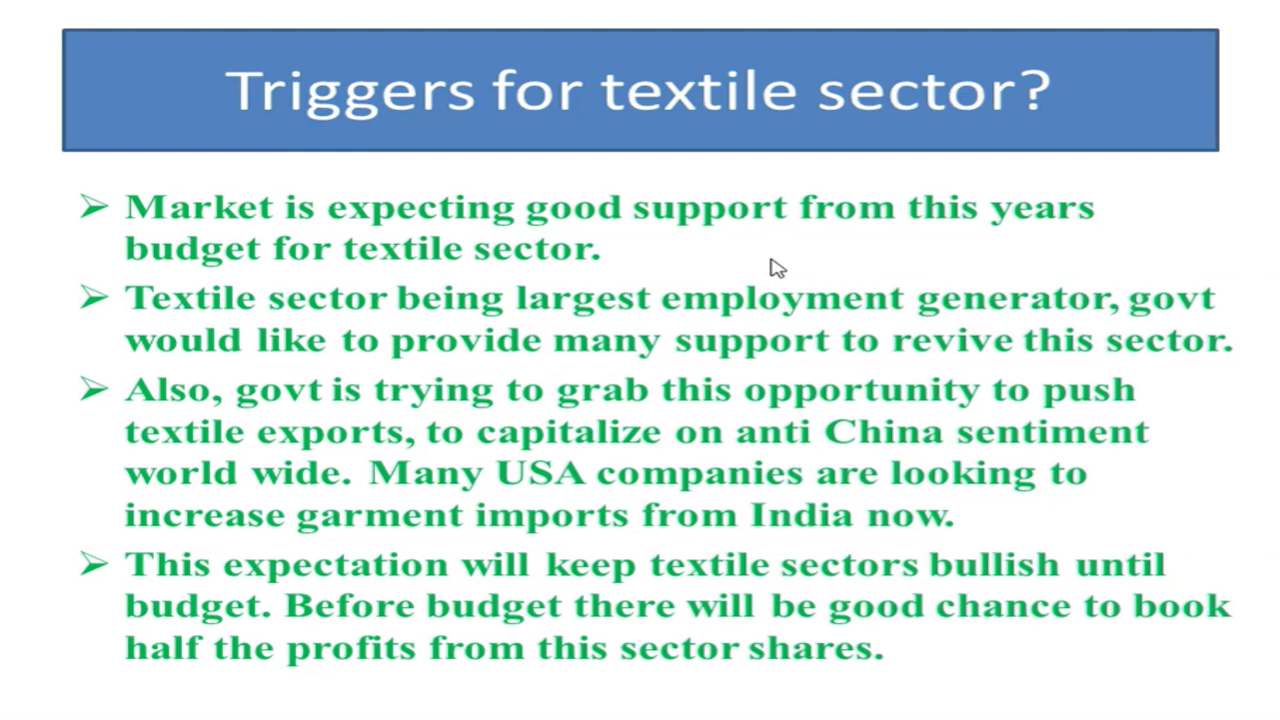 Triggers for textile sector?
➢ Market is expecting good support from this years
budget for textile sector.
➢ Textile sector being largest employment generator, govt
would like to provide many support to revive this sector.
➢ Also, govt is trying to grab this opportunity to push
textile exports, to capitalize on anti China sentiment
world wide. Many USA companies are looking to
increase garment imports from India now.
➢ This expectation will keep textile sectors bullish until
budget. Before budget there will be good chance to book
half the profits from this sector shares.